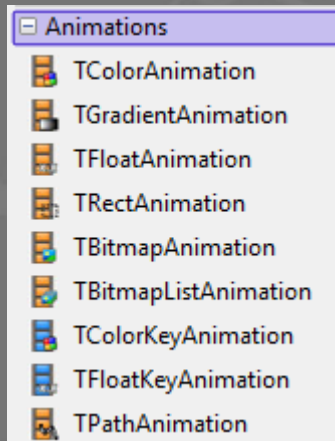 Animations
TColorAnimation
TGradientAnimation
TFloatAnimation
TRectAnimation
TBitmapAnimation
TBitmapListAnimation
TColorKeyAnimation
TFloatKeyAnimation
TPathAnimation